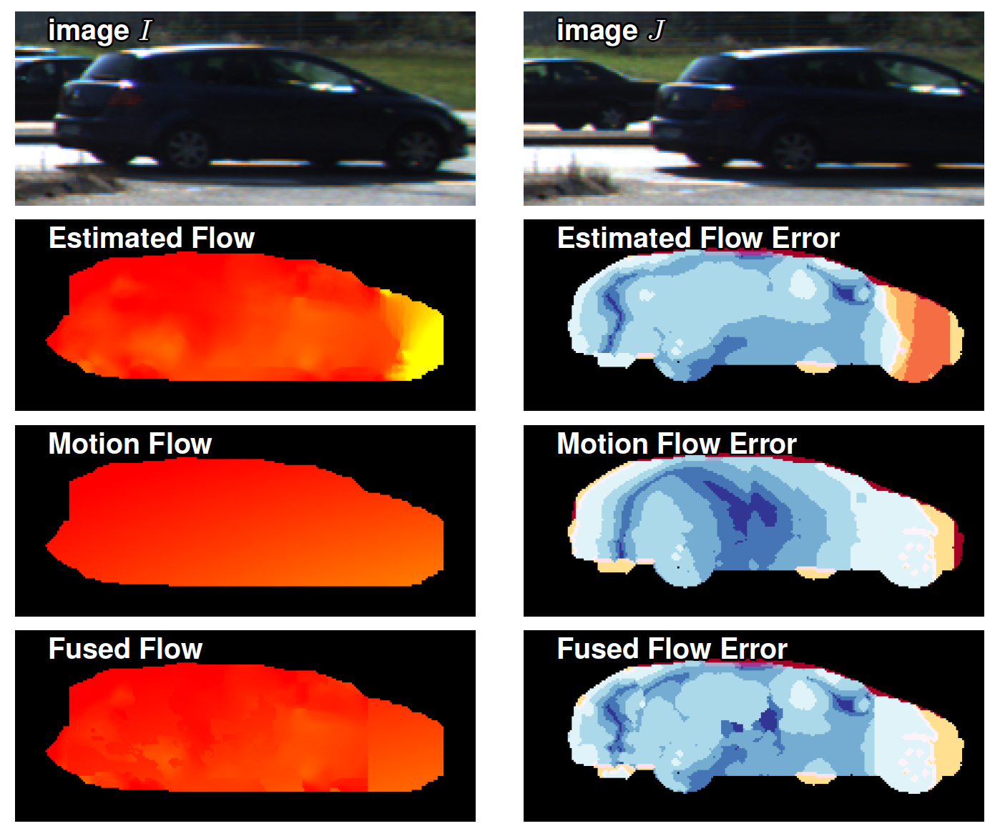 image I
image J
Estimated Flow
Estimated Flow Error
Motion Flow
Motion Flow Error
Fused Flow
Fused Flow Error